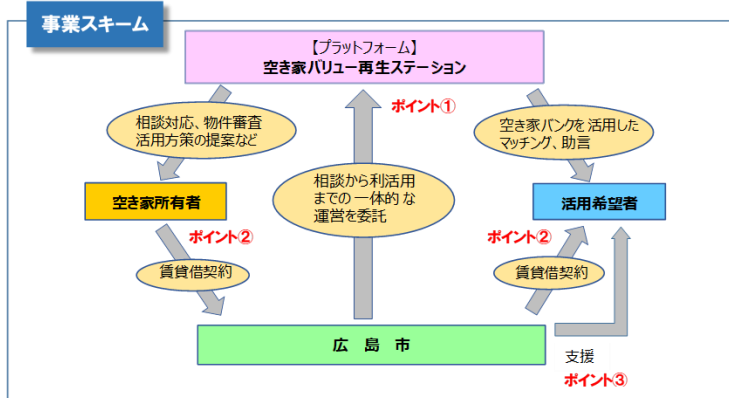 事業スキーム
【プラットフォーム】
空き家バリュー再生ステーション
ポイント①
相談対応、物件審査
活用方策の提案など
空き家バンクを活用した
マッチング、助言
相談から利活用
までの一体的な
運営を委託
空き家所有者
活用希望者
ポイント②
ポイント②
賃貸借契約
賃貸借契約
広島市
支援
ポイント③